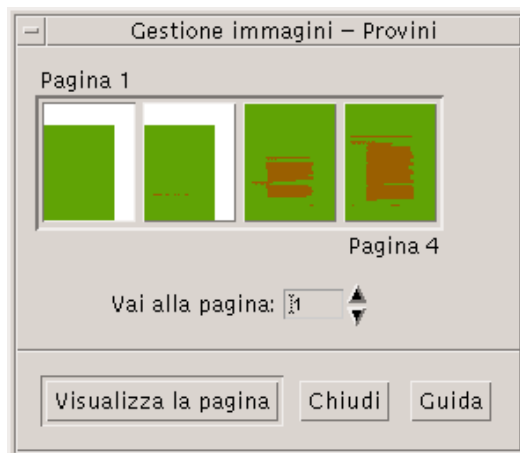 Gestione immagini – Provini
Pagina 1
Pagina 4
Vai alla pagina: 1
Visualizza la pagina Chiudi Guida